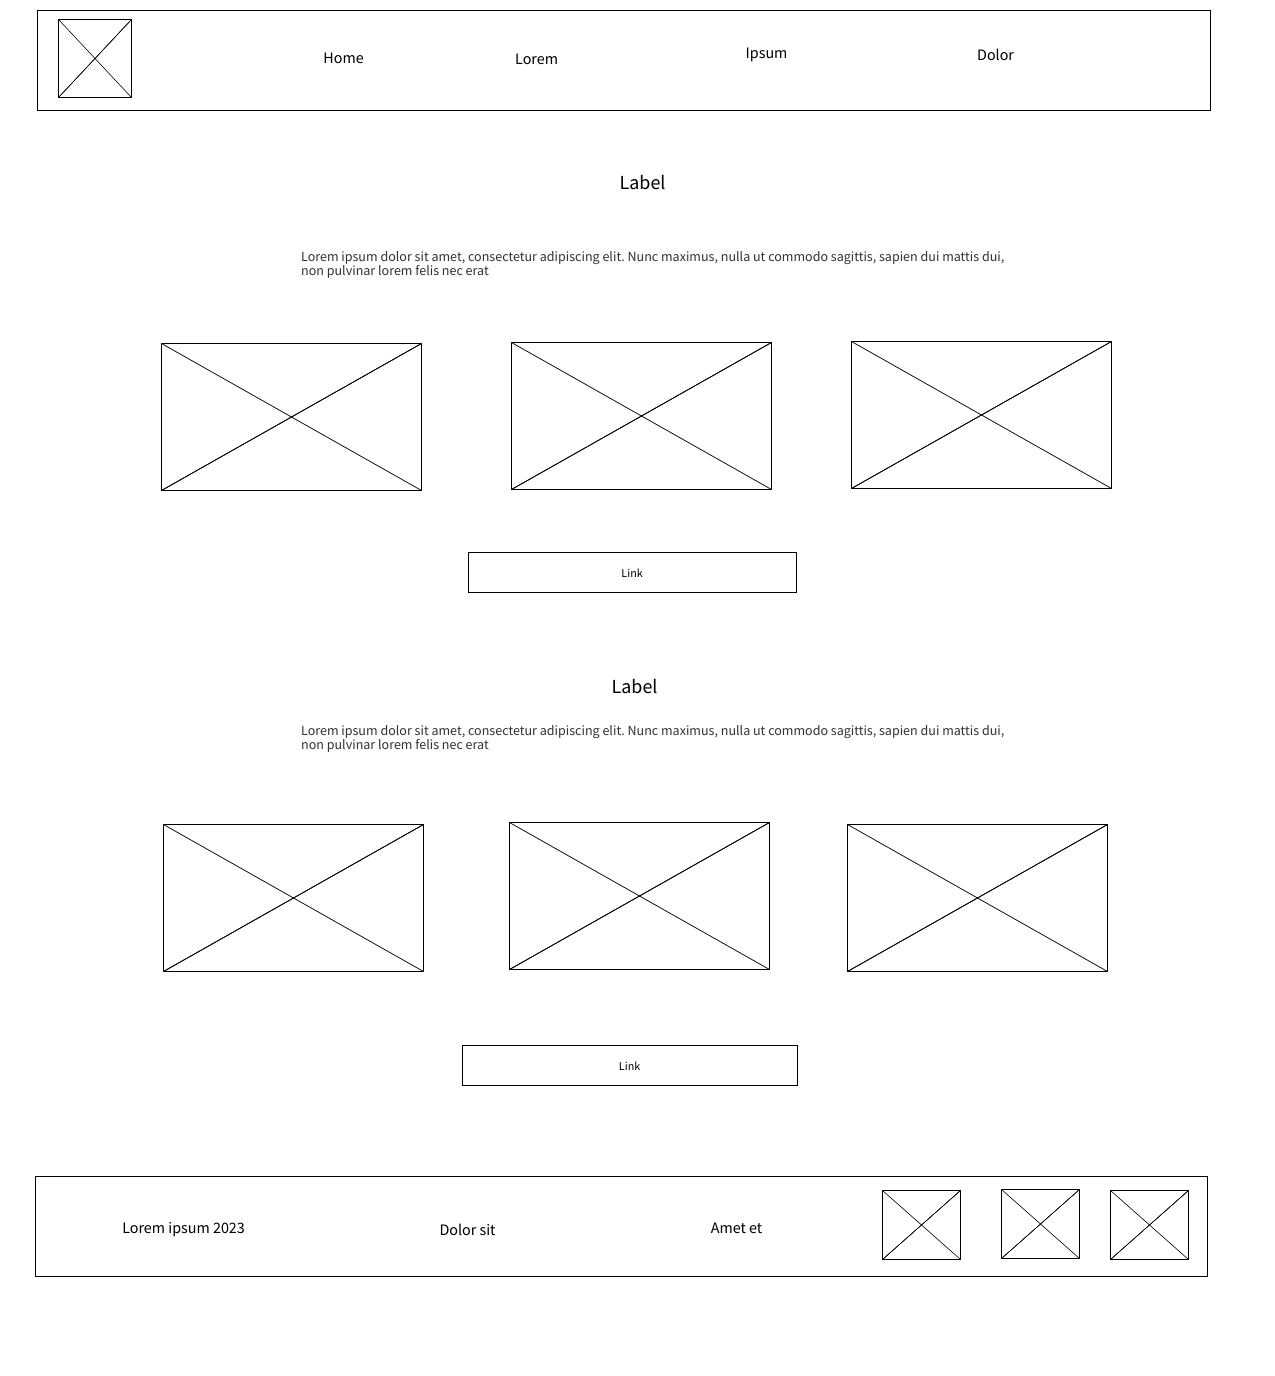 Home
Lorem
Ipsum
Dolor
Label
Lorem ipsum dolor sit amet, consectetur adipiscing elit. Nunc maximus, nulla ut commodo sagittis, sapien dui mattis dui,
non pulvinar lorem felis nec erat
Link
Label
Lorem ipsum dolor sit amet, consectetur adipiscing elit. Nunc maximus, nulla ut commodo sagittis, sapien dui mattis dui,
non pulvinar lorem felis nec erat
Link
Lorem ipsum 2023
Dolor sit
Amet et